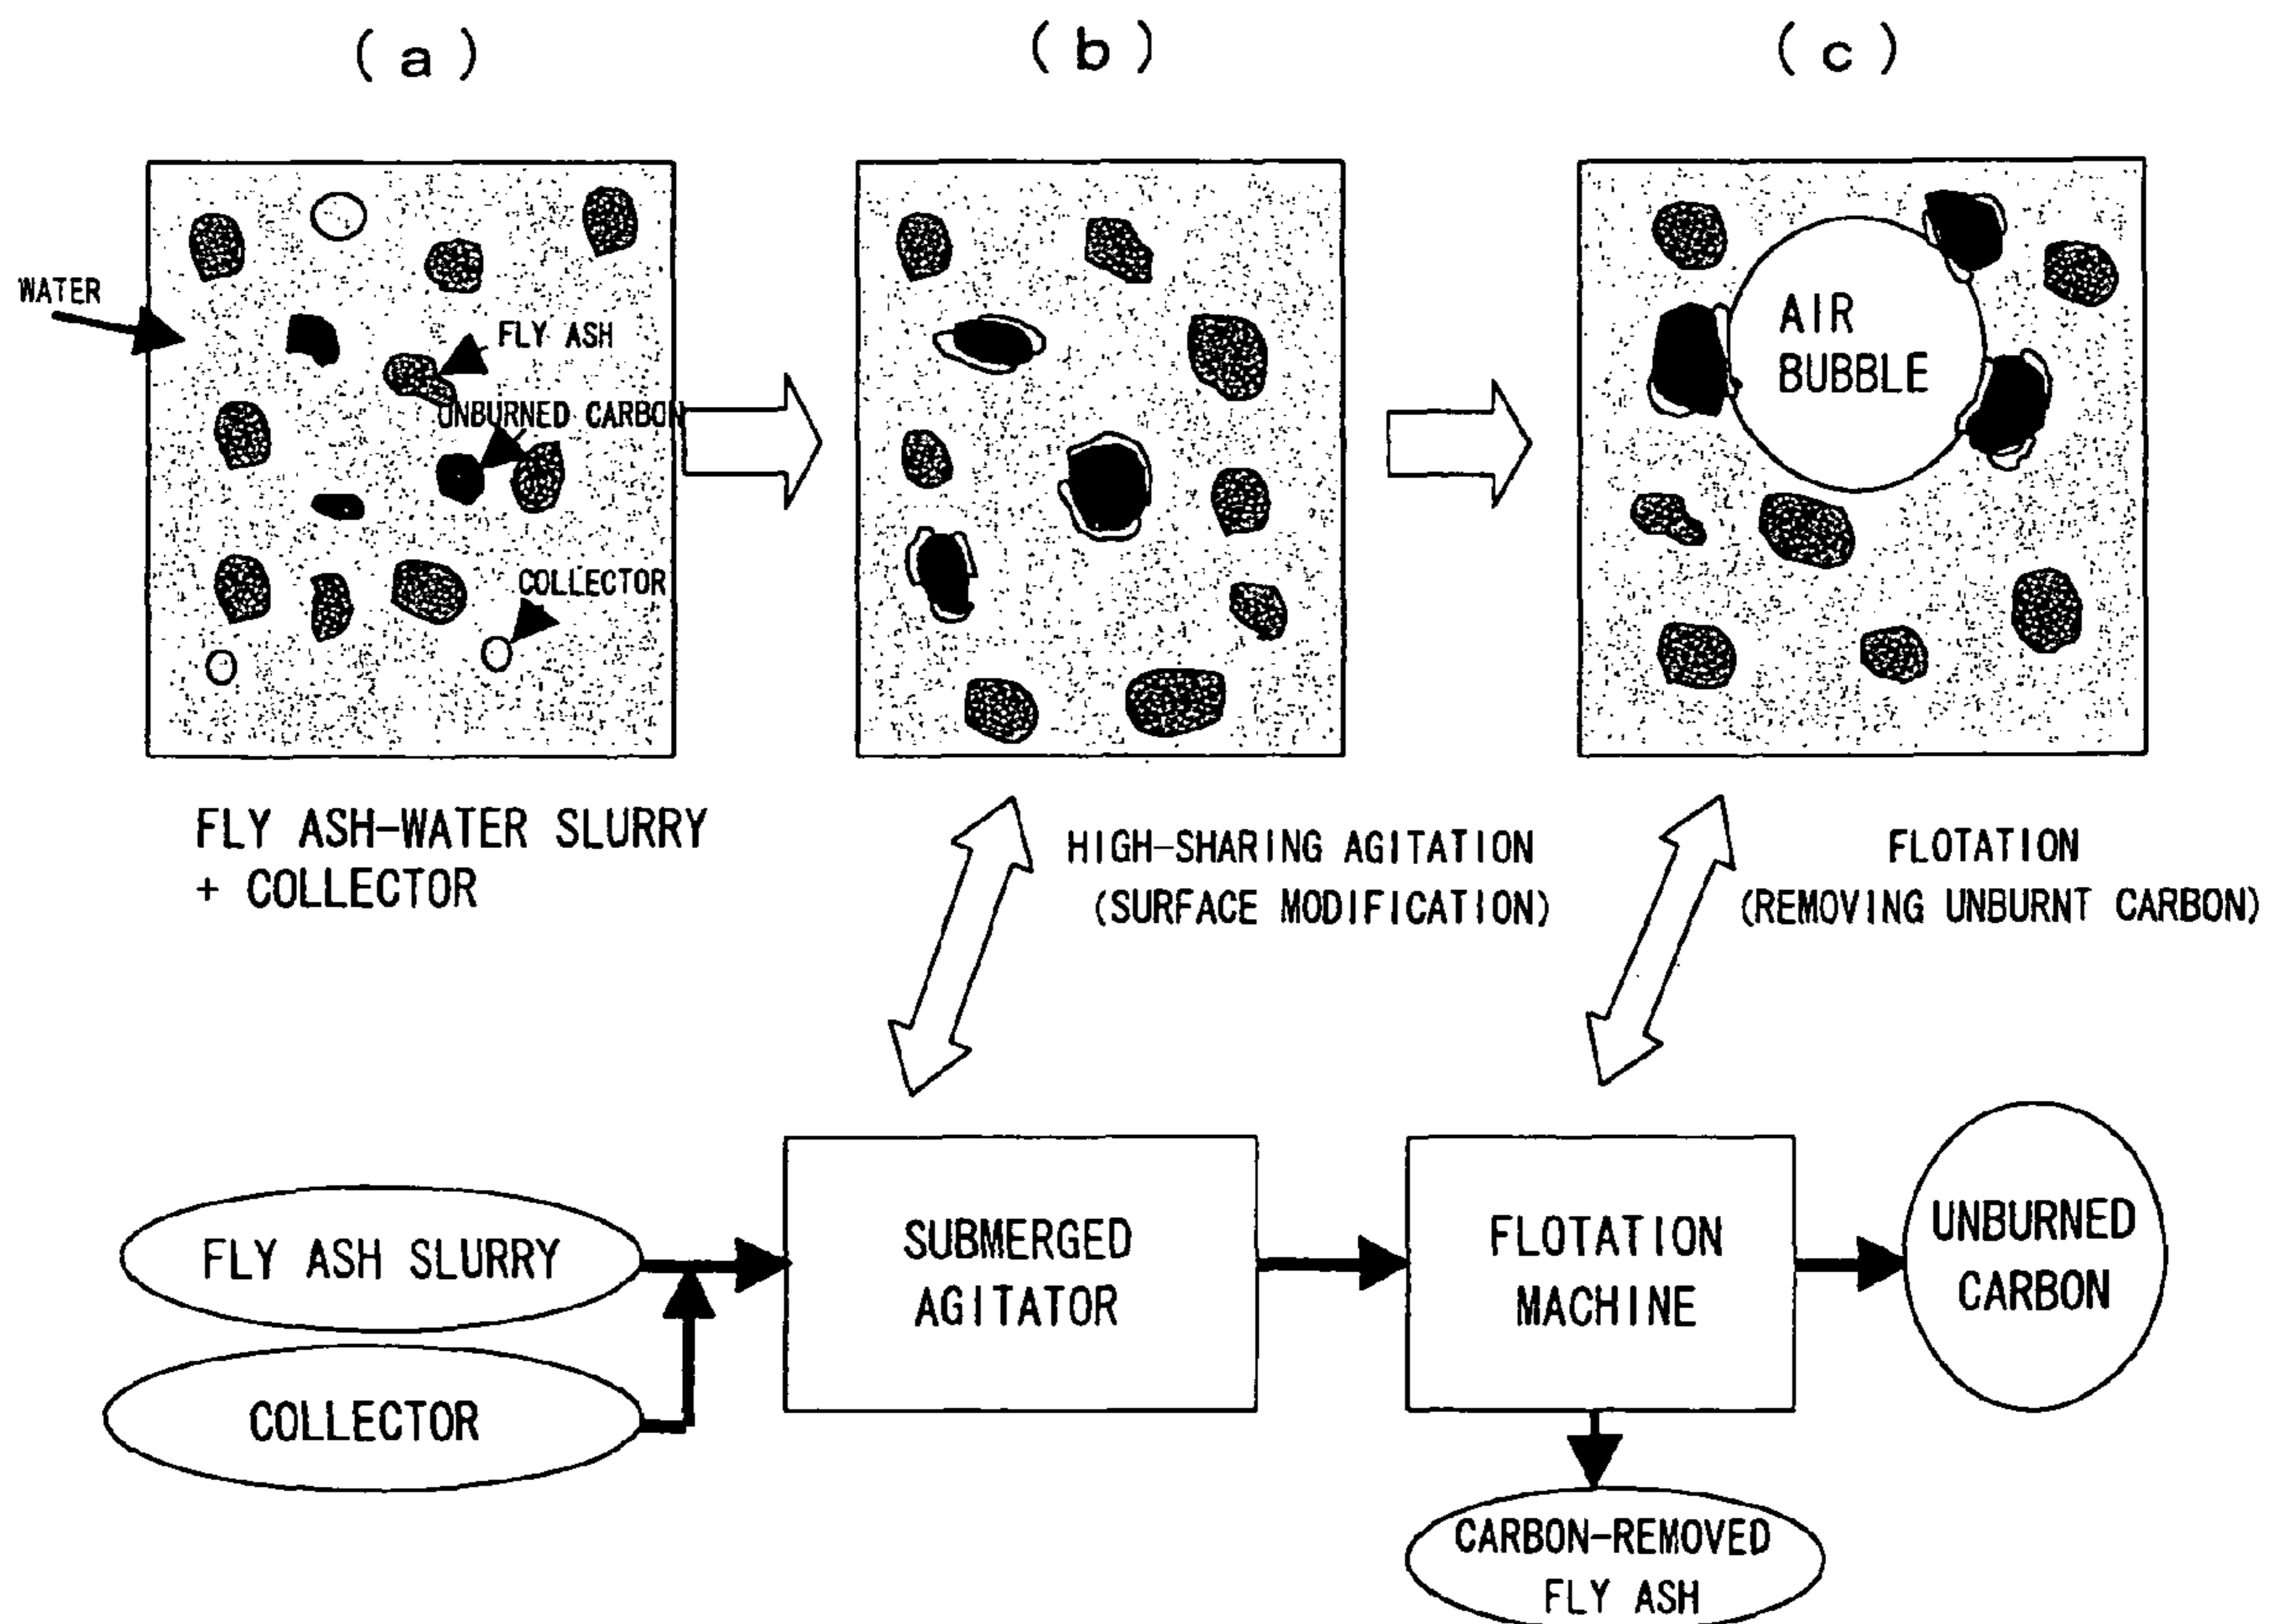 ( a )
( b )
( c )
WATER
FLY ASH
UNBURNED CARBON
COLLECTOR
AIR
BUBBLE
FLY ASH-WATER SLURRY
+ COLLECTOR
HIGH-SHARING AGITATION
(SURFACE MODIFICATION)
FLOTATION
(REMOVING UNBURNT CARBON)
FLY ASH SLURRY
COLLECTOR
SUBMERGED
AGITATOR
FLOTATION
MACHINE
UNBURNED
CARBON
CARBON-REMOVED
FLY ASH